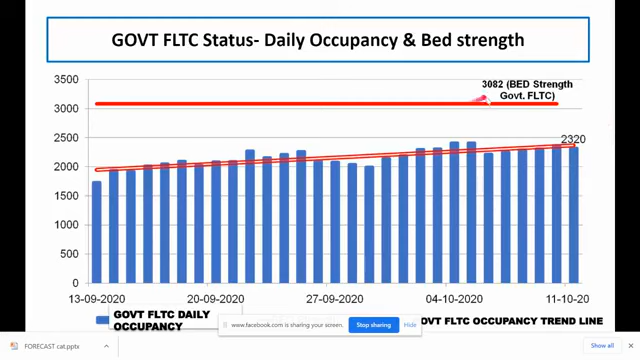 GOVT FLTC Status- Daily Occupancy & Bed strength
3500
3082 (BED Strength
Govt. FLTC)
3000
2500
2320
2000
1500
1000
500
0
13-09-2020
20-09-2020
27-09-2020
04-10-2020
11-10-20
GOVT FLTC DAILY
OCCUPANCY
www.facebook.com is sharing your screen.
Stop sharing
Hide
GOVT FLTC OCCUPANCY TREND LINE
FORECAST cat.pptx
Show all